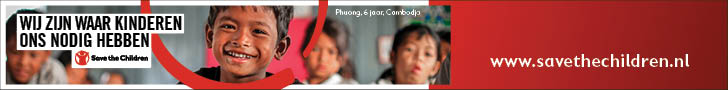 WIJ ZIJN WAAR KINDEREN
ONS NODIG HEBBEN
Save the Children
Phuong, 6 jaar, Cambodja
www.savethechildren.nl